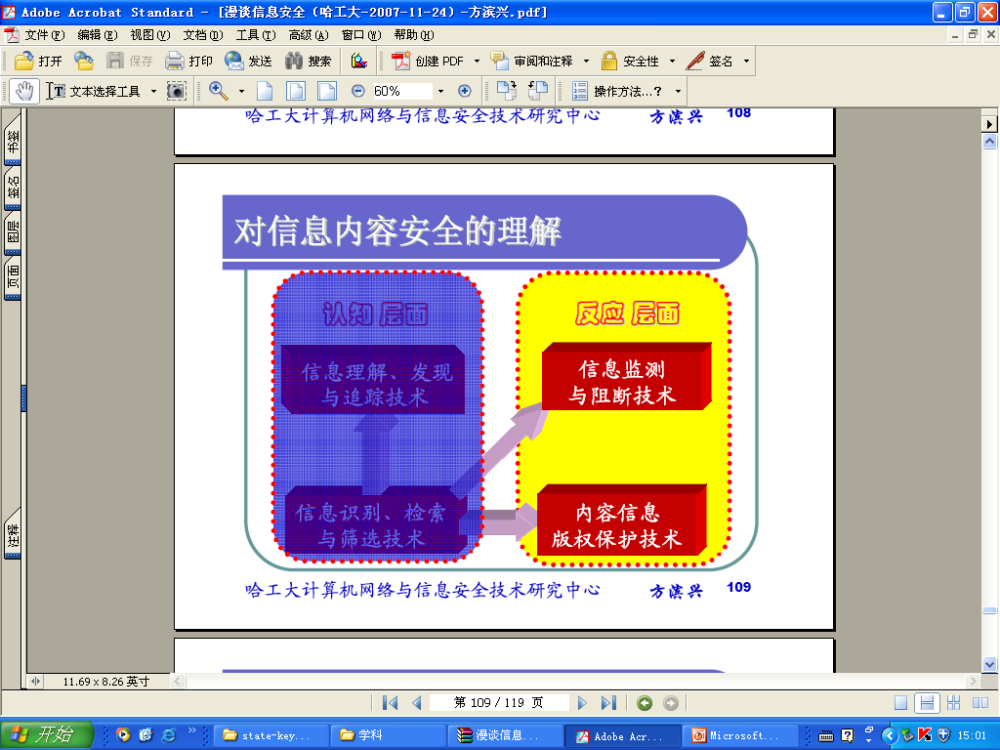 Adobe Acrobat Standard - [漫谈信息安全（哈工大-2007-11-24）-方滨兴.pdf]
文件(F) 编辑(E) 视图(V) 文档(D) 工具(T) 高级(A) 窗口(W) 帮助(H)
打开 保存 打印 发送 搜索 创建 PDF 审阅和注释 安全性 签名
文本选择工具 60% 操作方法...?
书签
签名
图层
页面
注释
哈工大计算机网络与信息安全技术研究中心 方滨兴 108
对信息内容安全的理解
认知 层面
信息理解、发现
与追踪技术
信息识别、检索
与筛选技术
反应 层面
信息监测
与阻断技术
内容信息
版权保护技术
哈工大计算机网络与信息安全技术研究中心 方滨兴 109
11.69 x 8.26 英寸
第 109 / 119 页
开始 state-key... 学科 漫谈信息... Adobe Acr... Microsoft... 15:01